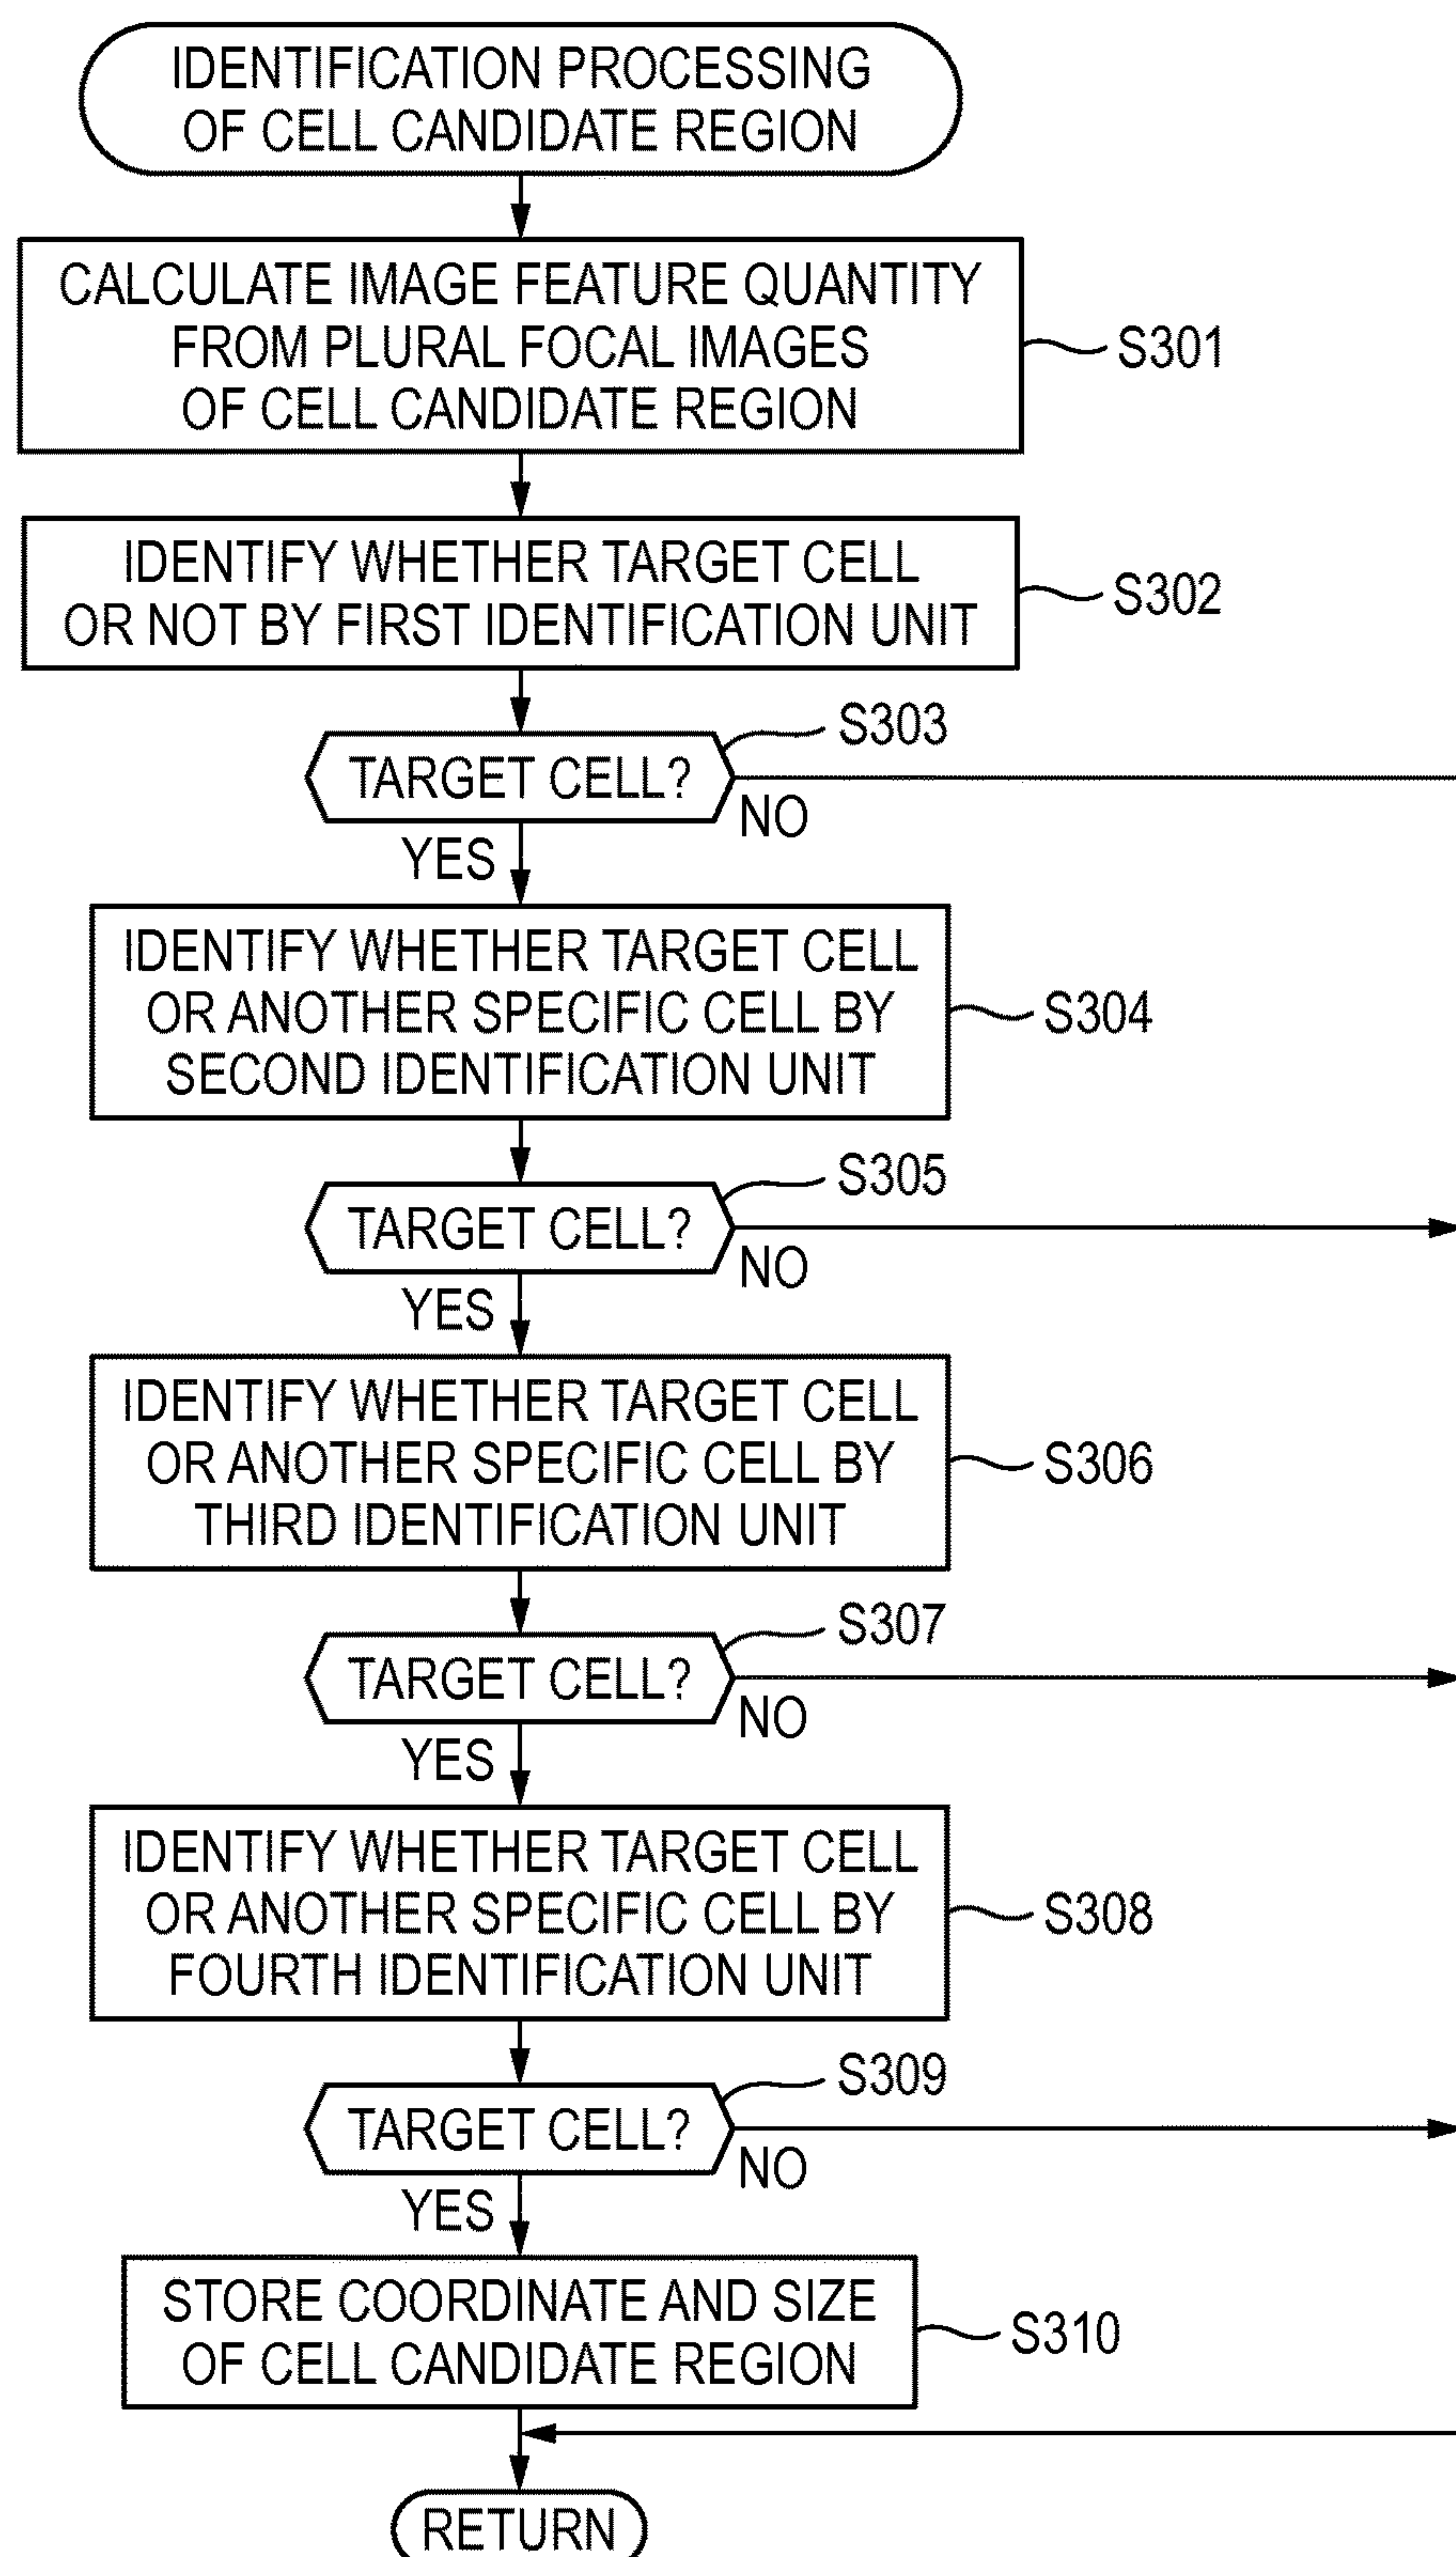 IDENTIFICATION PROCESSING
OF CELL CANDIDATE REGION
CALCULATE IMAGE FEATURE QUANTITY
FROM PLURAL FOCAL IMAGES
OF CELL CANDIDATE REGION
S301
IDENTIFY WHETHER TARGET CELL
OR NOT BY FIRST IDENTIFICATION UNIT
S302
S303
TARGET CELL?
NO
YES
IDENTIFY WHETHER TARGET CELL
OR ANOTHER SPECIFIC CELL BY
SECOND IDENTIFICATION UNIT
S304
S305
TARGET CELL?
NO
YES
IDENTIFY WHETHER TARGET CELL
OR ANOTHER SPECIFIC CELL BY
THIRD IDENTIFICATION UNIT
S306
S307
TARGET CELL?
NO
YES
IDENTIFY WHETHER TARGET CELL
OR ANOTHER SPECIFIC CELL BY
FOURTH IDENTIFICATION UNIT
S308
S309
TARGET CELL?
NO
YES
STORE COORDINATE AND SIZE
OF CELL CANDIDATE REGION
S310
RETURN